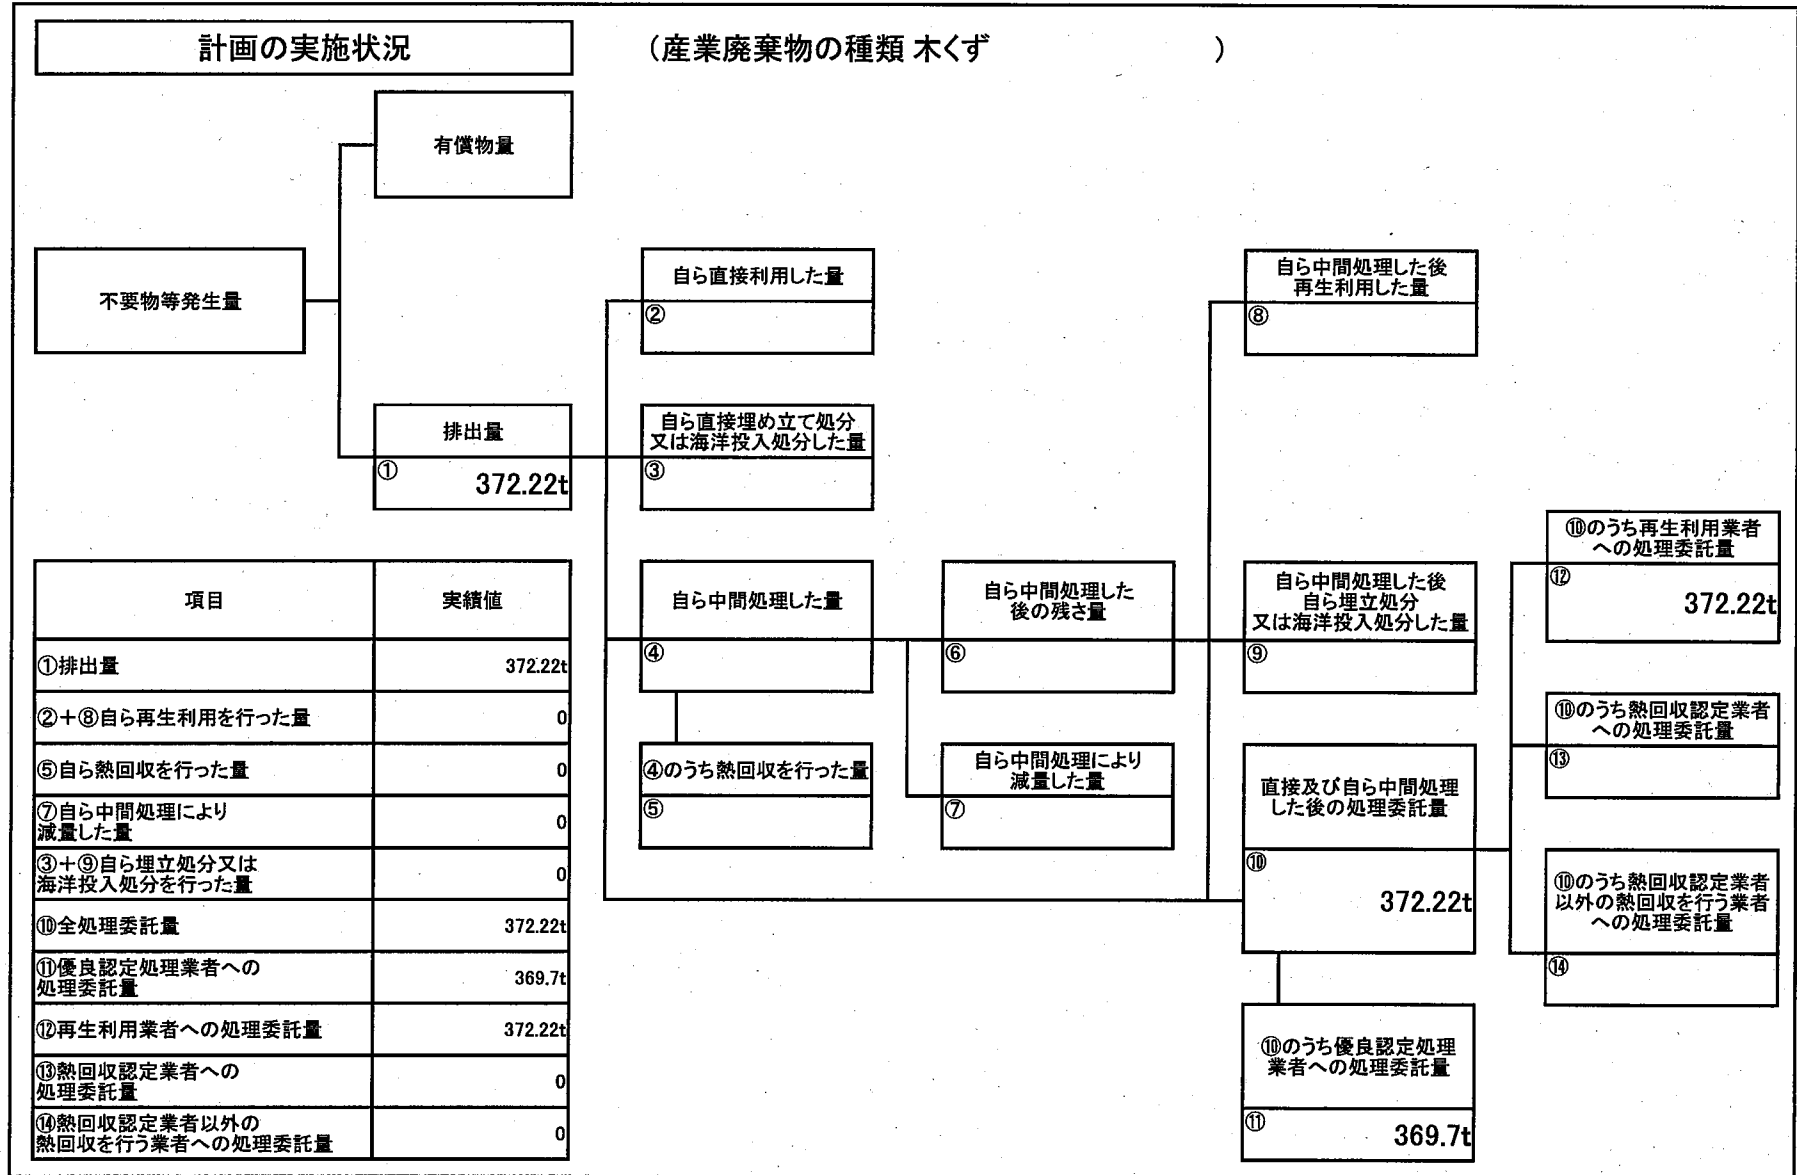 計画の実施状況
（産業廃棄物の種類 木くず　　　　　　　）
有償物量
不要物等発生量
自ら直接利用した量
②
自ら中間処理した後
再生利用した量
⑧
排出量
①
372.22t
自ら直接埋め立て処分
又は海洋投入処分した量
③
⑩のうち再生利用業者
への処理委託量
⑫
372.22t
自ら中間処理した量
④
自ら中間処理した
後の残さ量
⑥
自ら中間処理した後
自ら埋立処分
又は海洋投入処分した量
⑨
⑩のうち熱回収認定業者
への処理委託量
⑬
④のうち熱回収を行った量
⑤
自ら中間処理により
減量した量
⑦
直接及び自ら中間処理
した後の処理委託量
⑩
372.22t
⑩のうち熱回収認定業者
以外の熱回収を行う業者
への処理委託量
⑭
⑩のうち優良認定処理
業者への処理委託量
⑪
369.7t
項目 実績値
①排出量 372.22t
②＋⑧自ら再生利用を行った量 0
⑤自ら熱回収を行った量 0
⑦自ら中間処理により
減量した量 0
③＋⑨自ら埋立処分又は
海洋投入処分を行った量 0
⑩全処理委託量 372.22t
⑪優良認定処理業者への
処理委託量 369.7t
⑫再生利用業者への処理委託量 372.22t
⑬熱回収認定業者への
処理委託量 0
⑭熱回収認定業者以外の
熱回収を行う業者への処理委託量 0